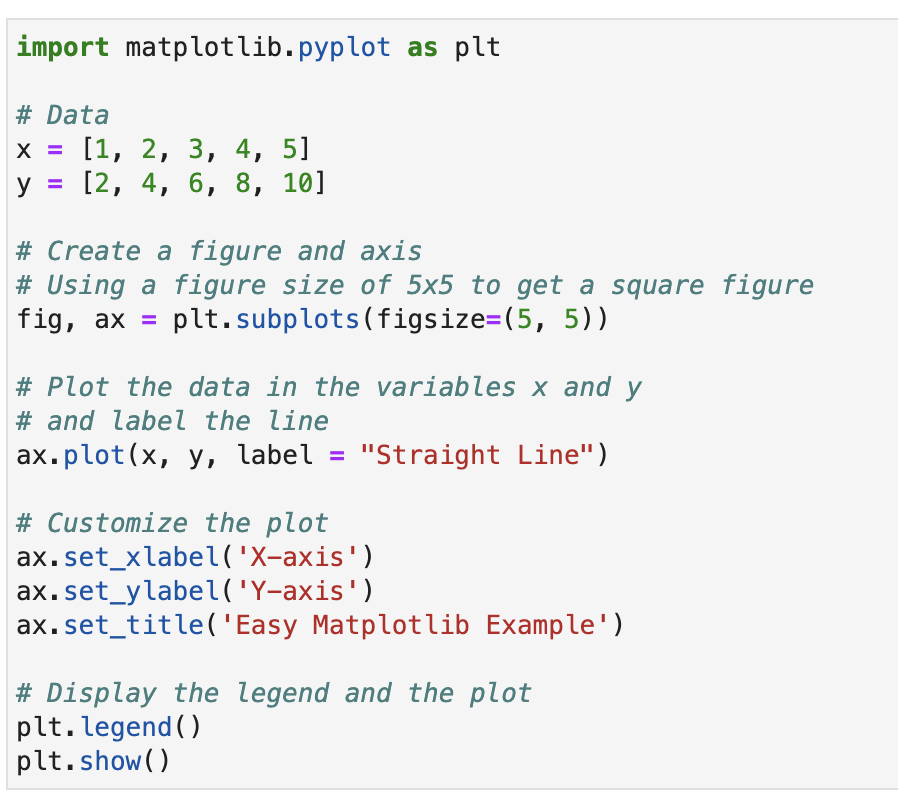 import matplotlib.pyplot as plt
# Data
x = [1, 2, 3, 4, 5]
y = [2, 4, 6, 8, 10]
# Create a figure and axis
# Using a figure size of 5x5 to get a square figure
fig, ax = plt.subplots(figsize=(5, 5))
# Plot the data in the variables x and y
# and label the line
ax.plot(x, y, label = "Straight Line")
# Customize the plot
ax.set_xlabel('X-axis')
ax.set_ylabel('Y-axis')
ax.set_title('Easy Matplotlib Example')
# Display the legend and the plot
plt.legend()
plt.show()